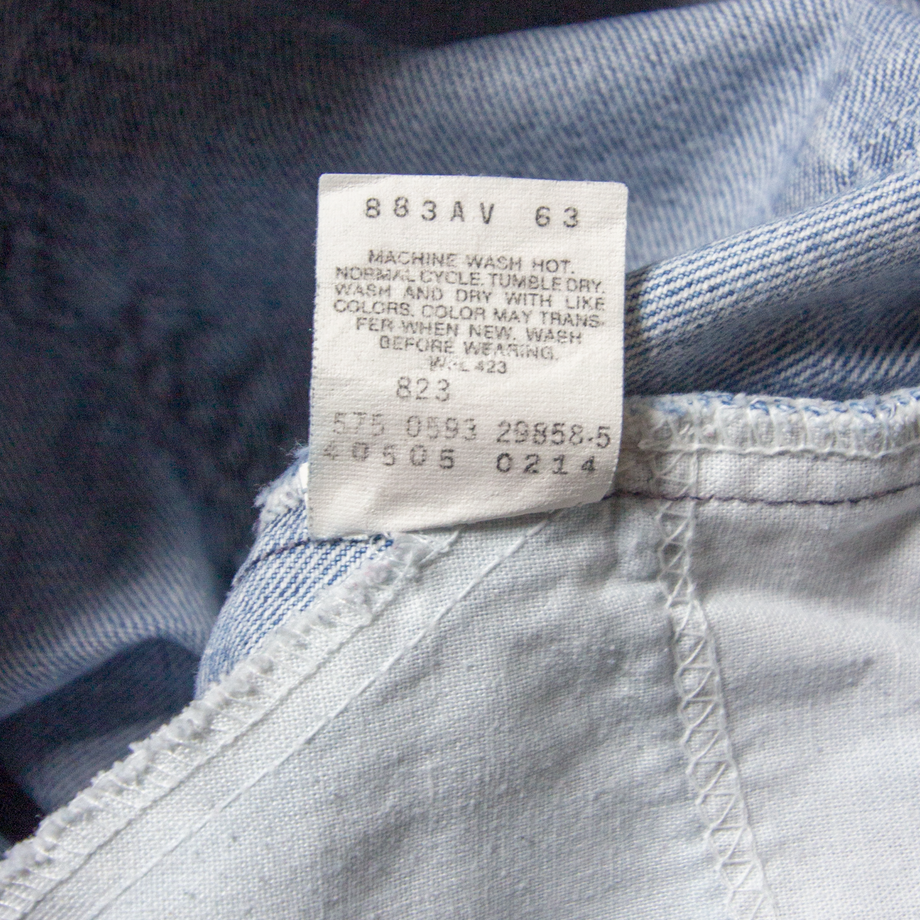 883AV 63
MACHINE WASH HOT.
NORMAL CYCLE. TUMBLE DRY.
WASH AND DRY WITH LIKE
COLORS. COLOR MAY TRANS-
FER WHEN NEW. WASH
BEFORE WEARING.
423
823
575 0593 29858-5
40505 0214